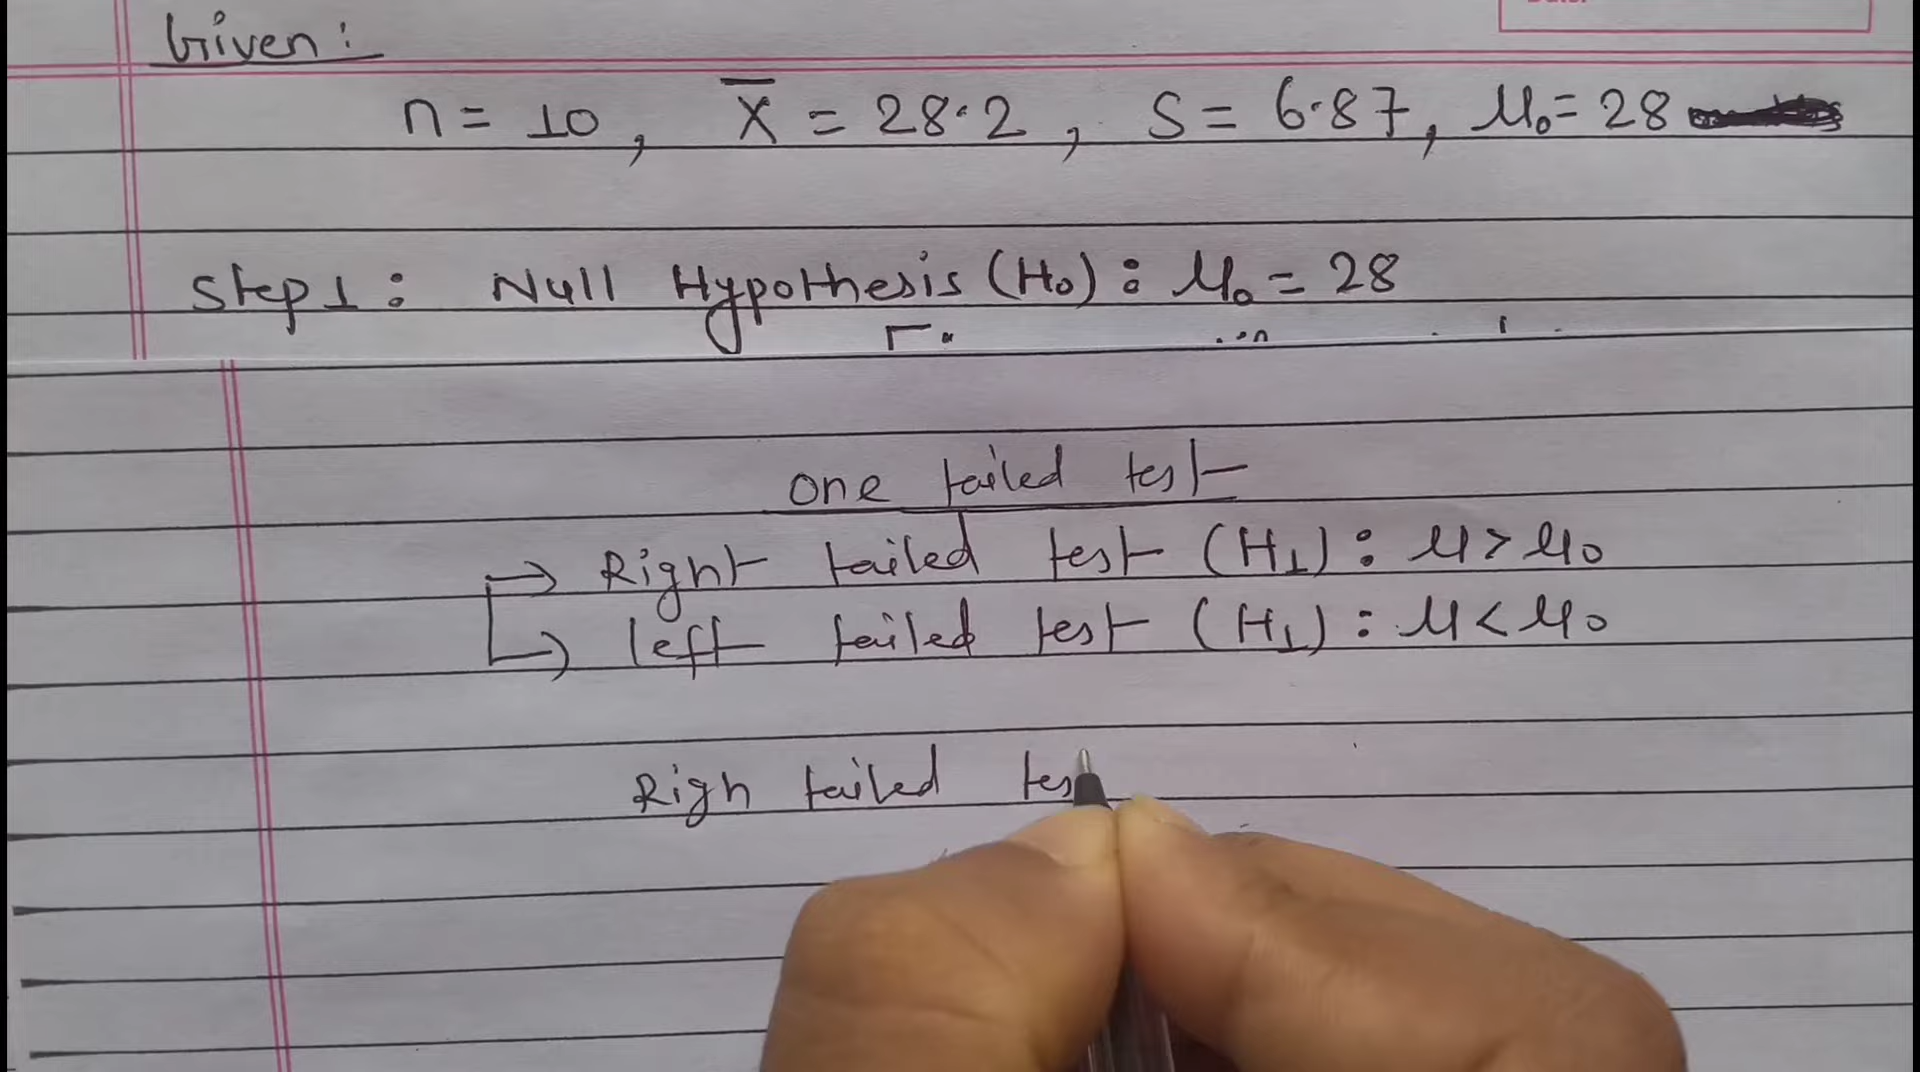 Given:
n = 10, X̄ = 28.2, S = 6.87, μ₀ = 28
Step 1: Null Hypothesis (H₀): μ₀ = 28
One tailed test
→ Right tailed test (H₁): μ > μ₀
→ left tailed test (H₁): μ < μ₀
Righ tailed tes